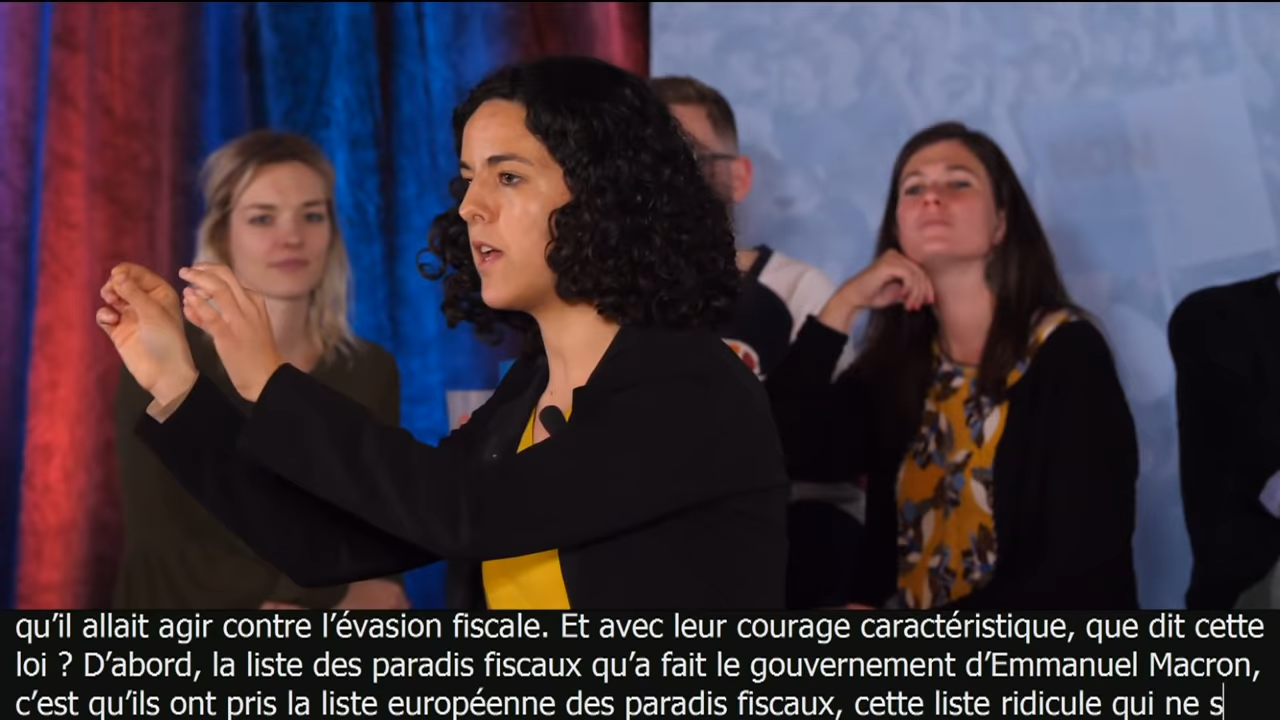 qu’il allait agir contre l’évasion fiscale. Et avec leur courage caractéristique, que dit cette
loi ? D’abord, la liste des paradis fiscaux qu’a fait le gouvernement d’Emmanuel Macron,
c’est qu’ils ont pris la liste européenne des paradis fiscaux, cette liste ridicule qui ne s